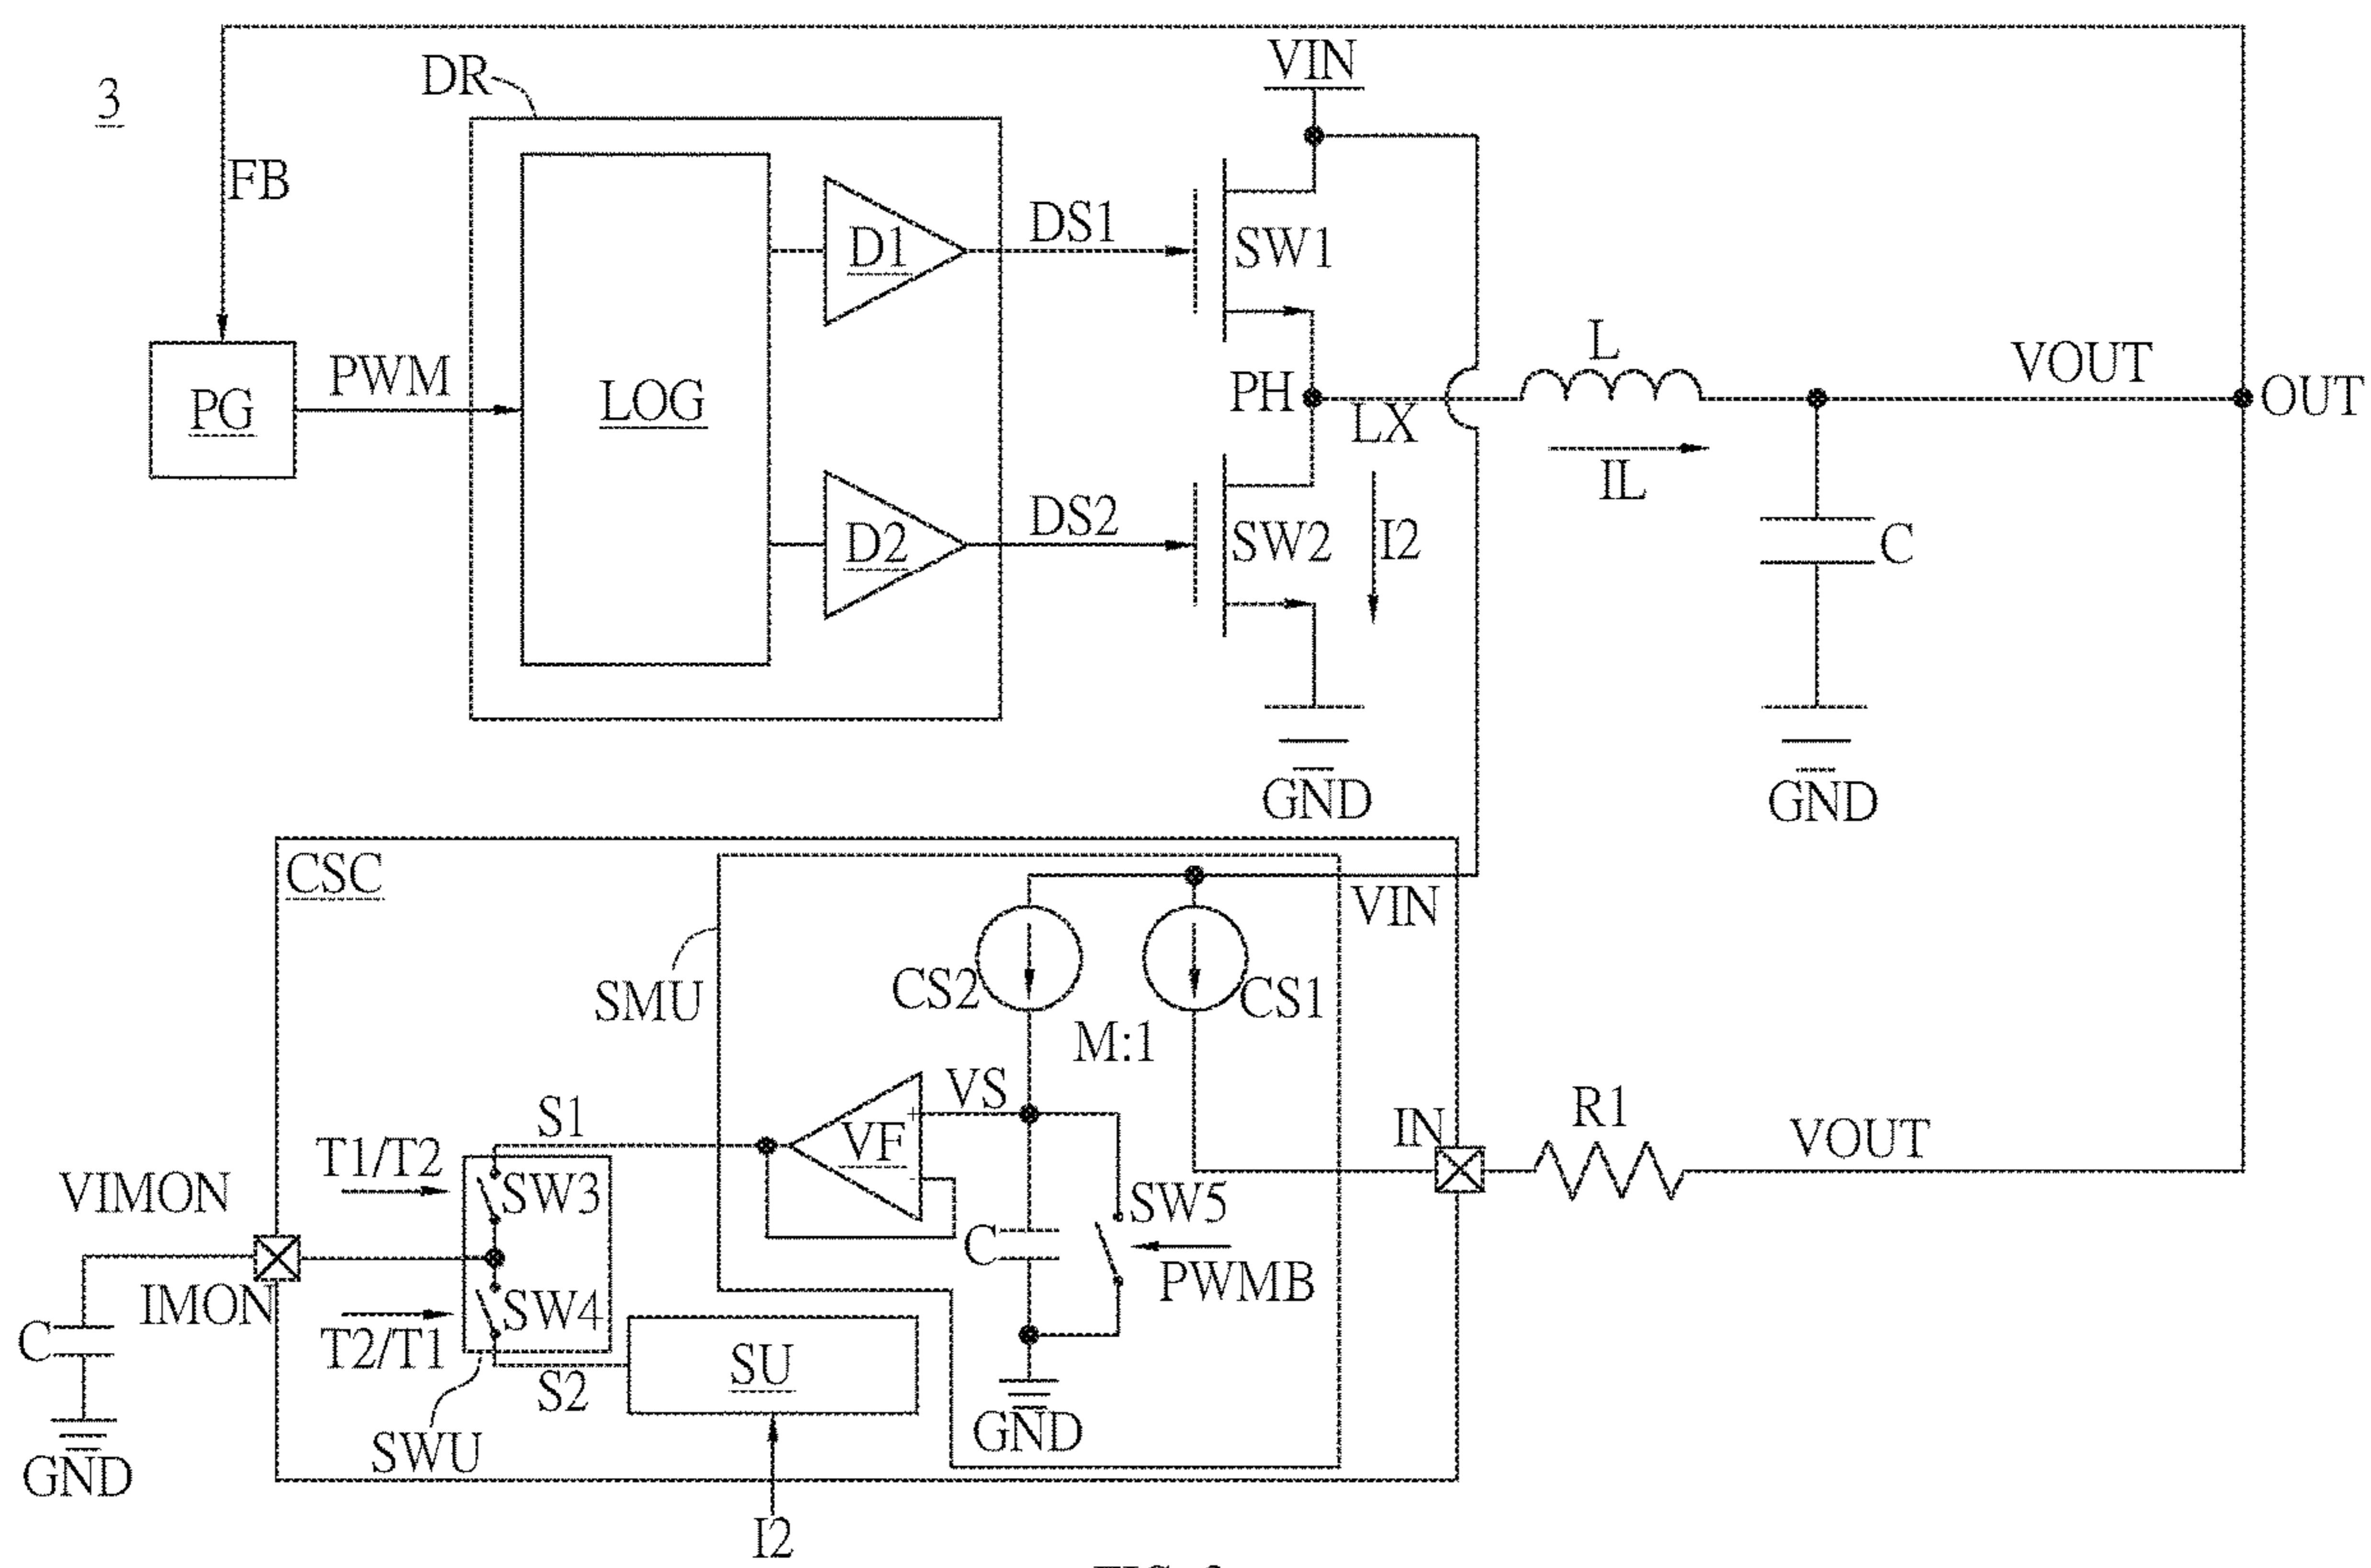 3
DR
VIN
FB
D1
DS1
SW1
PG
PWM
LOG
PH
LX
L
VOUT
OUT
IL
D2
DS2
SW2
I2
C
GND
GND
CSC
SMU
CS2
CS1
VIN
M:1
VS
+
-
VF
S1
T1/T2
SW3
VIMON
IMON
SW4
T2/T1
C
SW5
PWMB
IN
R1
VOUT
C
GND
S2
SU
SWU
GND
I2